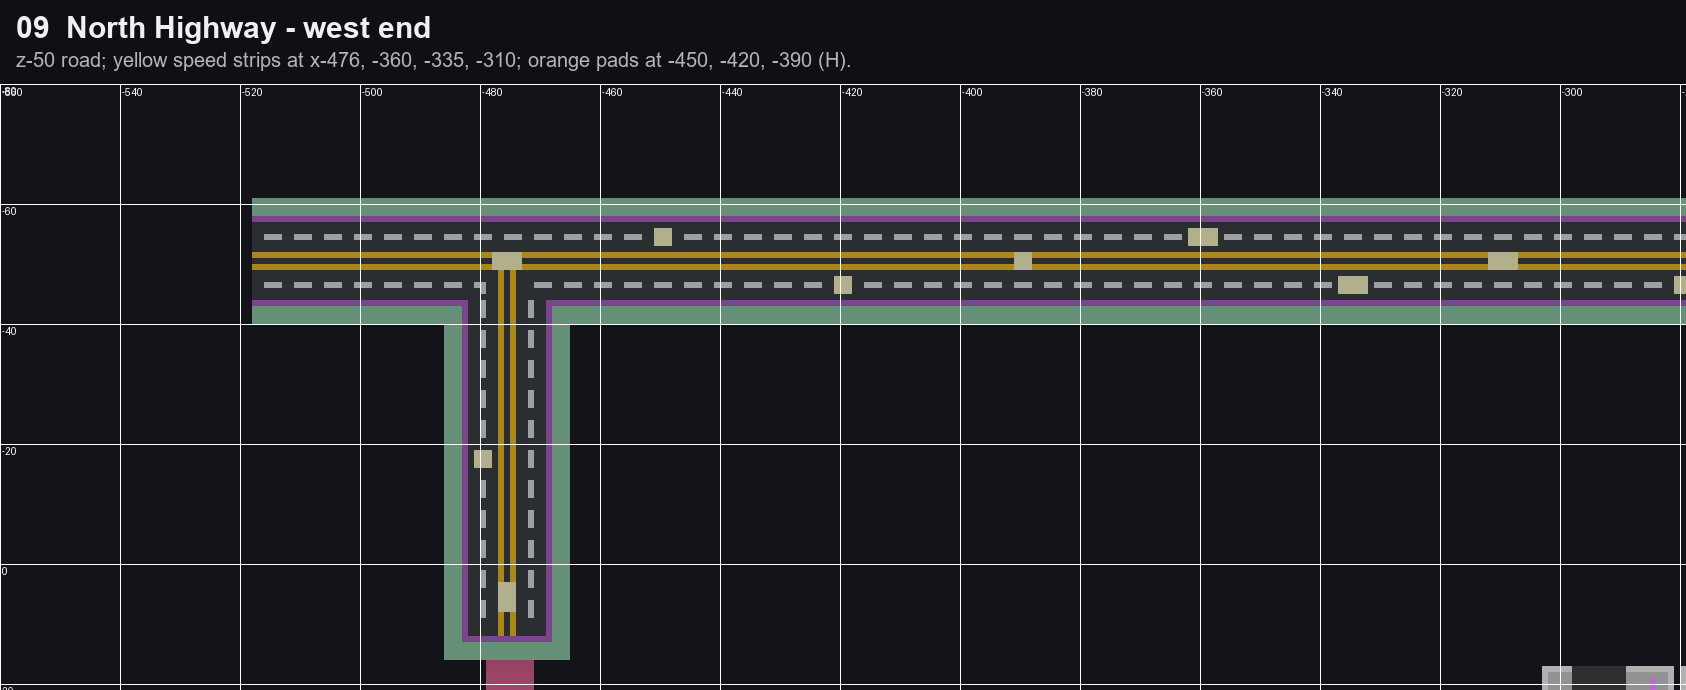 09 North Highway - west end
z-50 road; yellow speed strips at x-476, -360, -335, -310; orange pads at -450, -420, -390 (H).
-540 -520 -500 -480 -460 -440 -420 -400 -380 -360 -340 -320 -300
-60
-40
-20
0